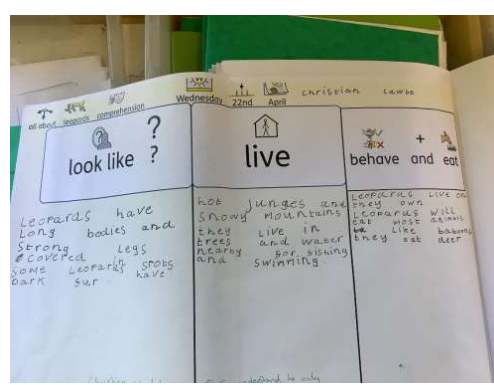 all about leopards comprehension
Wednesday 22nd April
christian
look like ?
?
Leopards have
Long bodies and
Strong legs
covered in spots
some Leopards have
dark fur
live
hot junges and
snowy mountains
they live in
trees and water
nearby for fishing
and swimming.
behave and eat
Leopards Live on
they own
Leopards will
eat most animals
like baboons
they eat deer